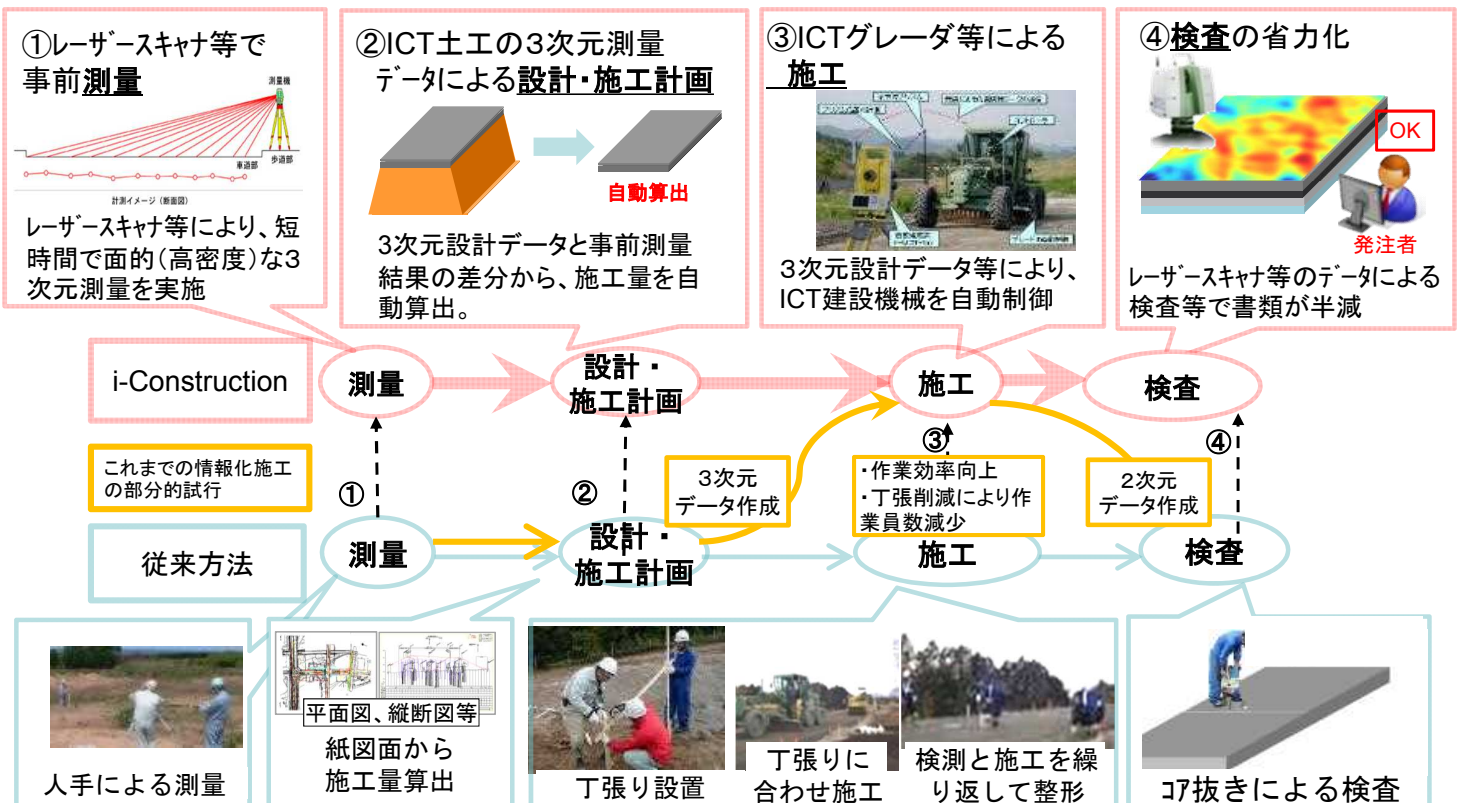 ①レーザースキャナ等で
事前測量
測量機
車道部
歩道部
計測イメージ（断面図）
レーザースキャナ等により、短
時間で面的（高密度）な３
次元測量を実施
②ICT土工の３次元測量
データによる設計・施工計画
自動算出
3次元設計データと事前測量
結果の差分から、施工量を自
動算出。
③ICTグレーダ等による
施工
３次元設計データ等により、
ICT建設機械を自動制御
④検査の省力化
OK
発注者
レーザースキャナ等のデータによる
検査等で書類が半減
i-Construction
測量
設計・
施工計画
施工
検査
これまでの情報化施工
の部分的試行
①
②
３次元
データ作成
③
・作業効率向上
・丁張削減により作
業員数減少
２次元
データ作成
④
従来方法
測量
設計・
施工計画
施工
検査
人手による測量
平面図、縦断図等
紙図面から
施工量算出
丁張り設置
丁張りに
合わせ施工
検測と施工を繰
り返して整形
コア抜きによる検査